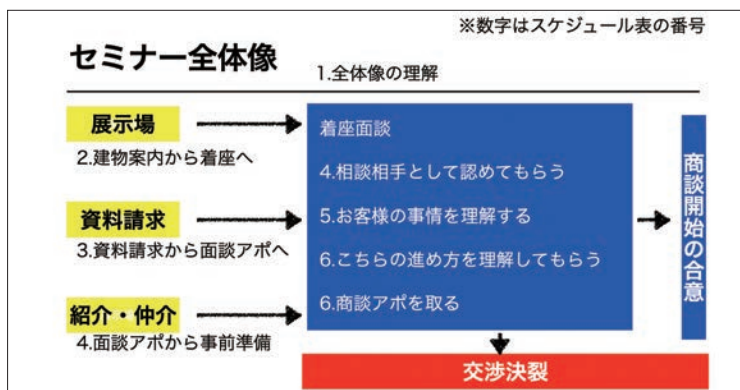 ※数字はスケジュール表の番号
セミナー全体像
1.全体像の理解
展示場
2.建物案内から着座へ
資料請求
3.資料請求から面談アポへ
紹介・仲介
4.面談アポから事前準備
着座面談
4.相談相手として認めてもらう
5.お客様の事情を理解する
6.こちらの進め方を理解してもらう
6.商談アポを取る
商談開始の合意
交渉決裂